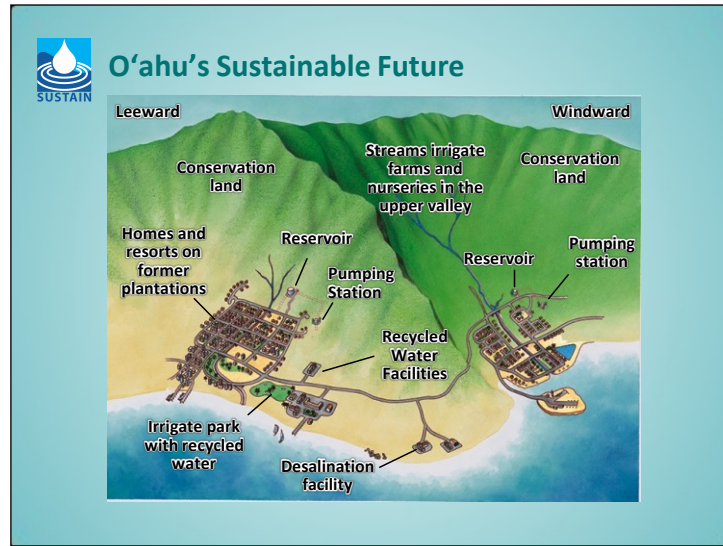 O‘ahu’s Sustainable Future
SUSTAIN
Leeward
Windward
Conservation
land
Streams irrigate
farms and
nurseries in the
upper valley
Conservation
land
Homes and
resorts on
former
plantations
Reservoir
Pumping
Station
Reservoir
Pumping
station
Recycled
Water
Facilities
Irrigate park
with recycled
water
Desalination
facility